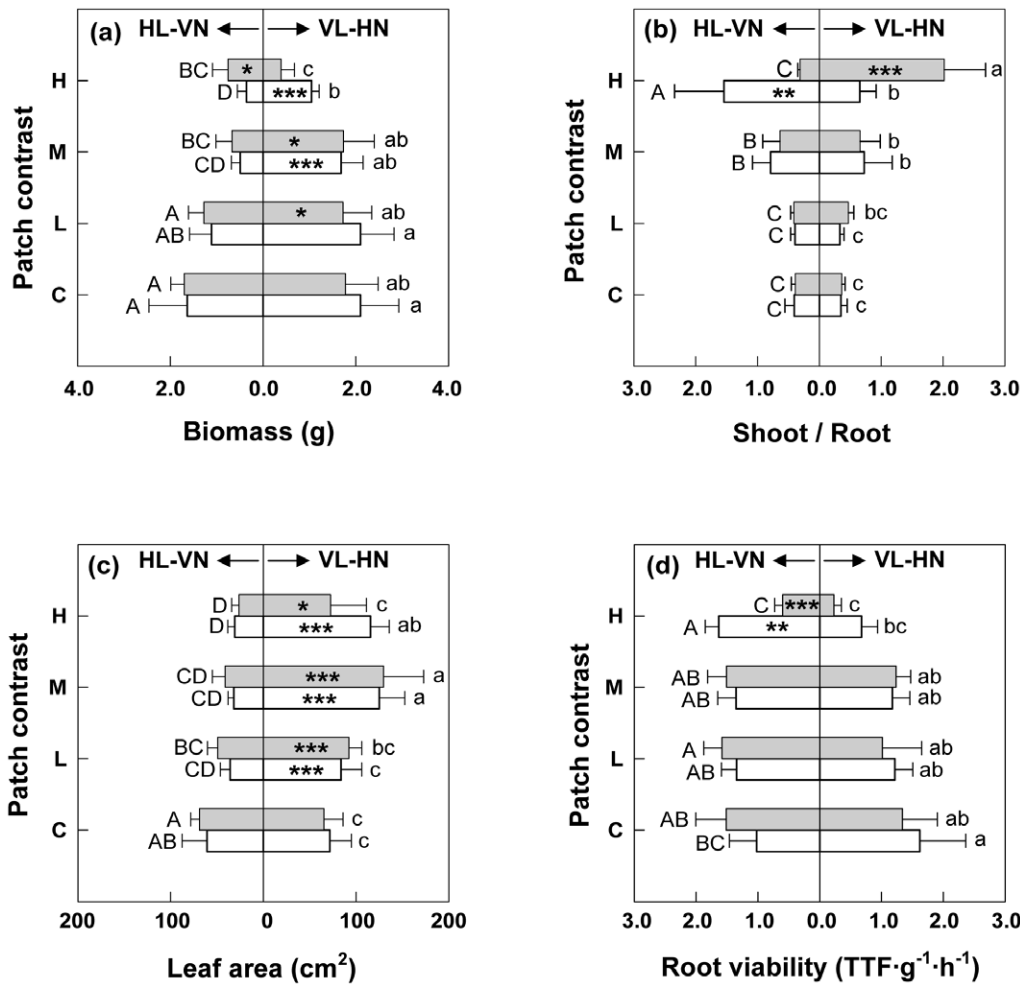 (a) HL-VN VL-HN
H BC * c
D *** b
M BC * ab
CD *** ab
L A * ab
AB a
C A ab
A a
Patch contrast
4.0 2.0 0.0 2.0 4.0
Biomass (g)
(b) HL-VN VL-HN
H C *** a
A ** b
M B b
B b
L C bc
C c
C C c
C c
Patch contrast
3.0 2.0 1.0 0.0 1.0 2.0 3.0
Shoot / Root
(c) HL-VN VL-HN
H D * c
D *** ab
M CD *** a
CD *** a
L BC *** bc
CD *** c
C A c
AB c
Patch contrast
200 100 0 100 200
Leaf area (cm²)
(d) HL-VN VL-HN
H C *** c
A ** bc
M AB ab
AB ab
L A ab
AB ab
C AB ab
BC a
Patch contrast
3.0 2.0 1.0 0.0 1.0 2.0 3.0
Root viability (TTF·g⁻¹·h⁻¹)